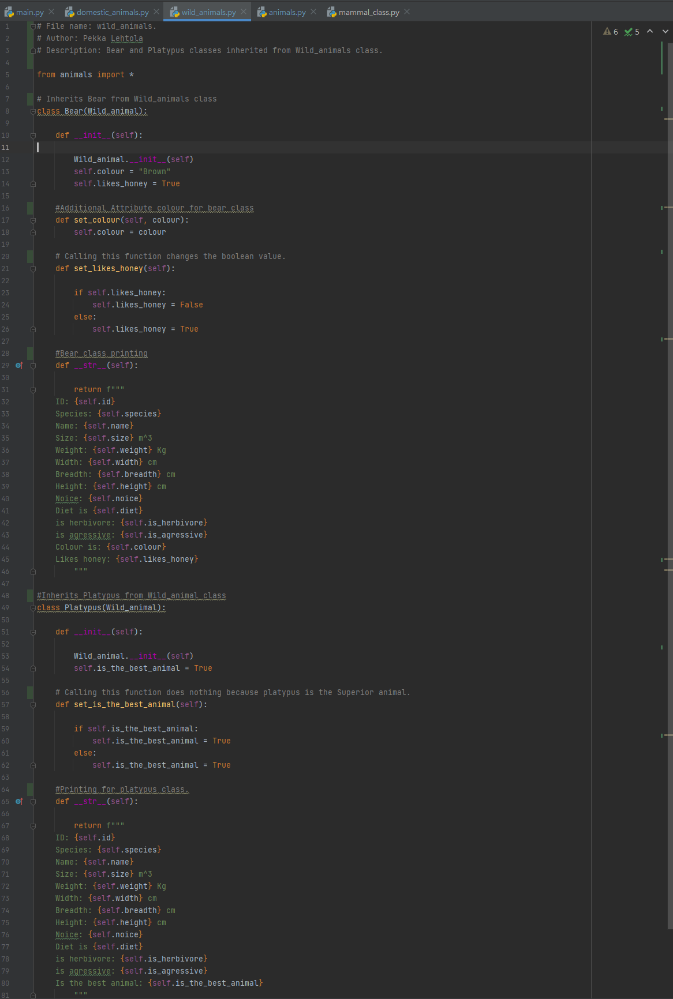 main.py domestic_animals.py wild_animals.py animals.py mammal_class.py
6 5
1 # File name: wild_animals.
2 # Author: Pekka Lehtola
3 # Description: Bear and Platypus classes inherited from Wild_animals class.
4
5 from animals import *
6
7 # Inherits Bear from Wild_animals class
8 class Bear(Wild_animal):
9
10     def __init__(self):
11
12         Wild_animal.__init__(self)
13         self.colour = "Brown"
14         self.likes_honey = True
15
16     #Additional Attribute colour for bear class
17     def set_colour(self, colour):
18         self.colour = colour
19
20     # Calling this function changes the boolean value.
21     def set_likes_honey(self):
22
23         if self.likes_honey:
24             self.likes_honey = False
25         else:
26             self.likes_honey = True
27
28     #Bear class printing
29     def __str__(self):
30
31         return f"""
32     ID: {self.id}
33     Species: {self.species}
34     Name: {self.name}
35     Size: {self.size} m^3
36     Weight: {self.weight} Kg
37     Width: {self.width} cm
38     Breadth: {self.breadth} cm
39     Height: {self.height} cm
40     Noice: {self.noice}
41     Diet is {self.diet}
42     is herbivore: {self.is_herbivore}
43     is agressive: {self.is_agressive}
44     Colour is: {self.colour}
45     Likes honey: {self.likes_honey}
46         """
47
48 #Inherits Platypus from Wild_animal class
49 class Platypus(Wild_animal):
50
51     def __init__(self):
52
53         Wild_animal.__init__(self)
54         self.is_the_best_animal = True
55
56     # Calling this function does nothing because platypus is the Superior animal.
57     def set_is_the_best_animal(self):
58
59         if self.is_the_best_animal:
60             self.is_the_best_animal = True
61         else:
62             self.is_the_best_animal = True
63
64     #Printing for platypus class.
65     def __str__(self):
66
67         return f"""
68     ID: {self.id}
69     Species: {self.species}
70     Name: {self.name}
71     Size: {self.size} m^3
72     Weight: {self.weight} Kg
73     Width: {self.width} cm
74     Breadth: {self.breadth} cm
75     Height: {self.height} cm
76     Noice: {self.noice}
77     Diet is {self.diet}
78     is herbivore: {self.is_herbivore}
79     is agressive: {self.is_agressive}
80     Is the best animal: {self.is_the_best_animal}
81         """